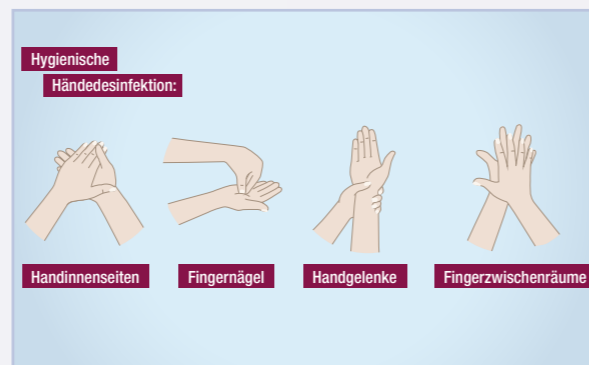 Hygienische
Händedesinfektion:
Handinnenseiten
Fingernägel
Handgelenke
Fingerzwischenräume